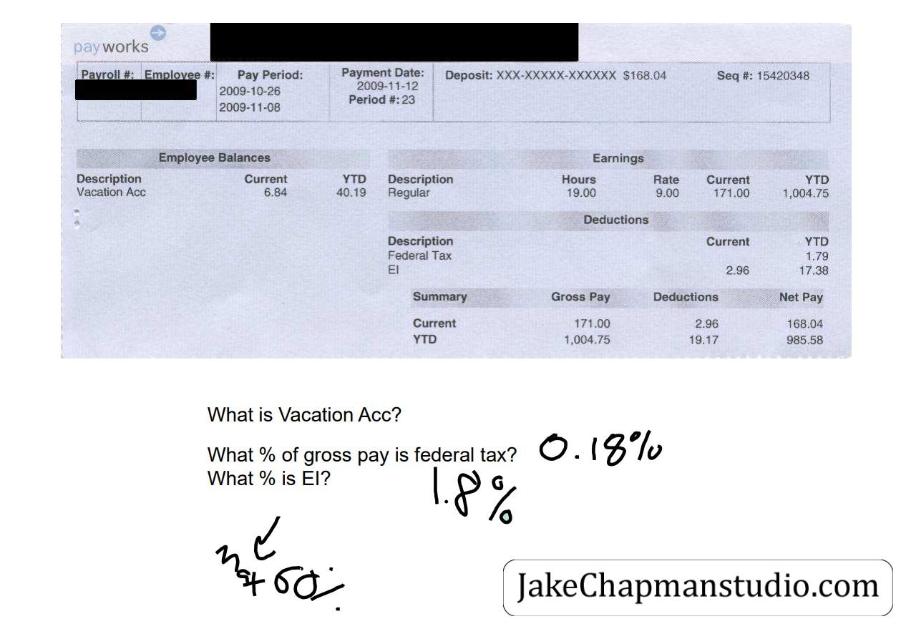 payworks
Payroll #: Employee #: Pay Period: Payment Date: Deposit: XXX-XXXXX-XXXXXX $168.04 Seq #: 15420348
2009-10-26 2009-11-12
2009-11-08 Period #: 23
Employee Balances Earnings
Description Current YTD Description Hours Rate Current YTD
Vacation Acc 6.84 40.19 Regular 19.00 9.00 171.00 1,004.75
Deductions
Description Current YTD
Federal Tax 1.79
EI 2.96 17.38
Summary Gross Pay Deductions Net Pay
Current 171.00 2.96 168.04
YTD 1,004.75 19.17 985.58
What is Vacation Acc?
What % of gross pay is federal tax? 0.18%
What % is EI? 1.8%
60%
JakeChapmanstudio.com